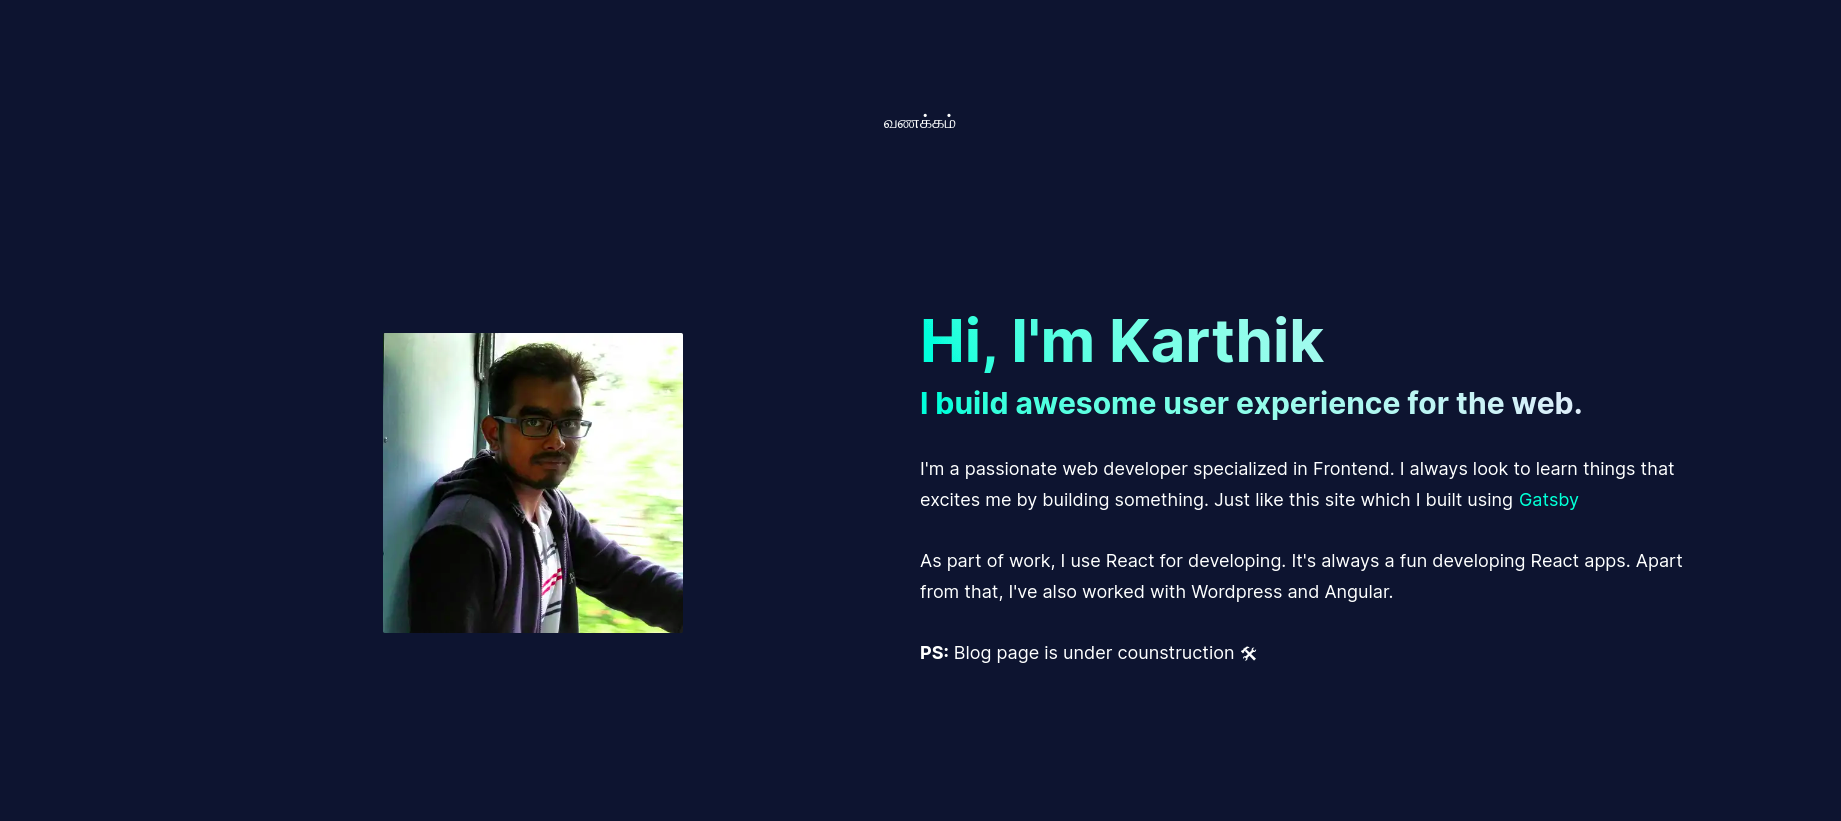 வணக்கம்
Hi, I'm Karthik
I build awesome user experience for the web.
I'm a passionate web developer specialized in Frontend. I always look to learn things that
excites me by building something. Just like this site which I built using Gatsby
As part of work, I use React for developing. It's always a fun developing React apps. Apart
from that, I've also worked with Wordpress and Angular.
PS: Blog page is under counstruction 🛠